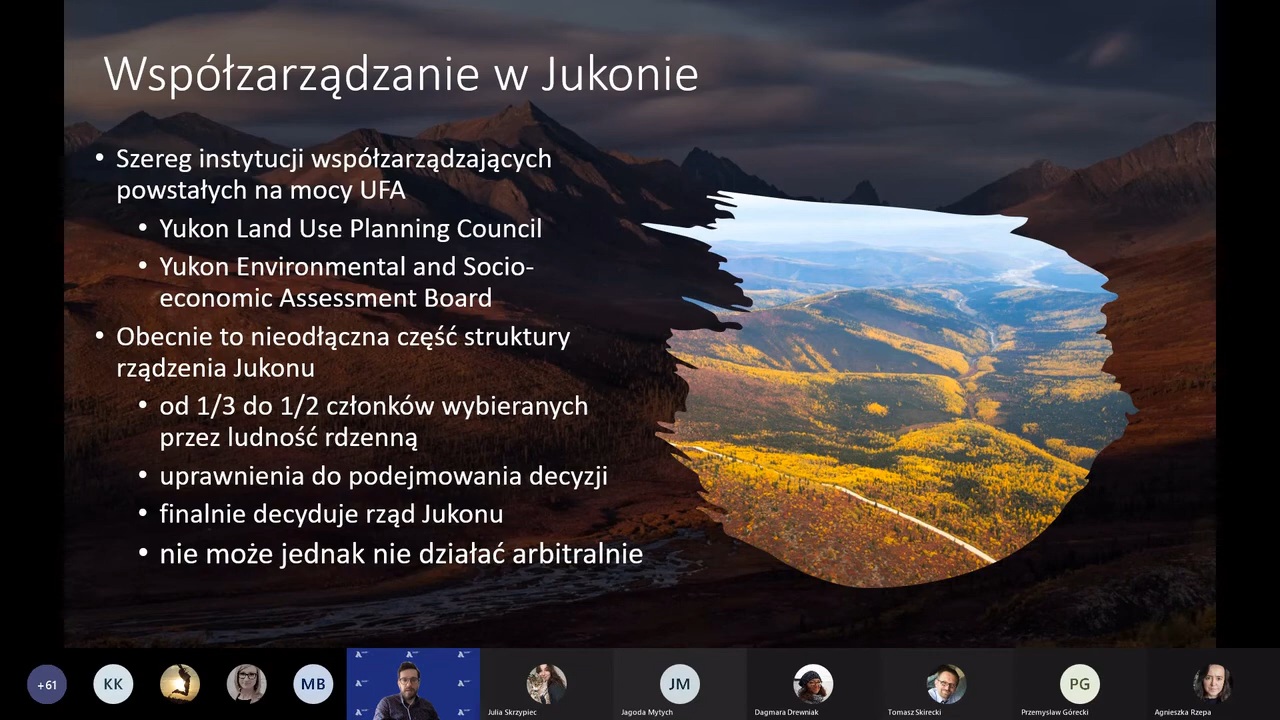 Współzarządzanie w Jukonie
• Szereg instytucji współzarządzających
powstałych na mocy UFA
• Yukon Land Use Planning Council
• Yukon Environmental and Socio-
economic Assessment Board
• Obecnie to nieodłączna część struktury
rządzenia Jukonu
• od 1/3 do 1/2 członków wybieranych
przez ludność rdzenną
• uprawnienia do podejmowania decyzji
• finalnie decyduje rząd Jukonu
• nie może jednak nie działać arbitralnie
+61
KK
MB
JM
PG
Julia Skrzypiec
Jagoda Mytych
Dagmara Drewniak
Tomasz Skirecki
Przemysław Górecki
Agnieszka Rzepa